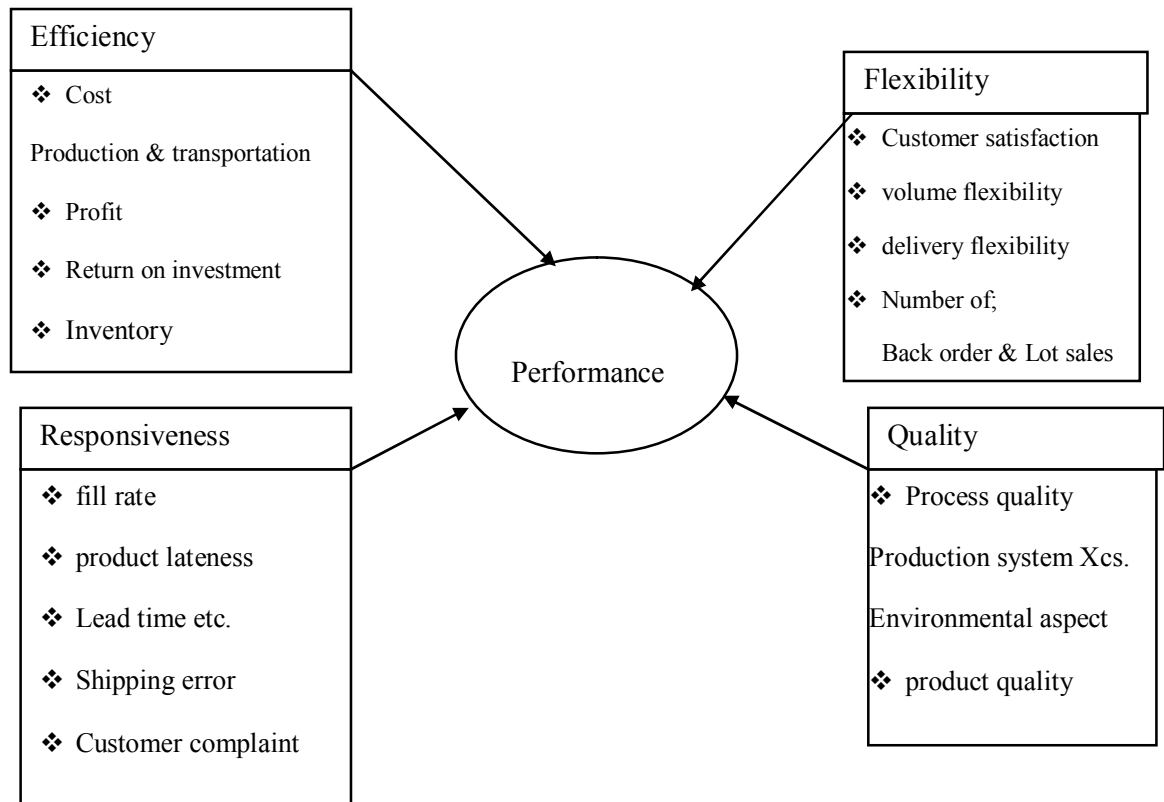 Efficiency
❖ Cost
Production & transportation
❖ Profit
❖ Return on investment
❖ Inventory
Flexibility
❖ Customer satisfaction
❖ volume flexibility
❖ delivery flexibility
❖ Number of;
Back order & Lot sales
Performance
Responsiveness
❖ fill rate
❖ product lateness
❖ Lead time etc.
❖ Shipping error
❖ Customer complaint
Quality
❖ Process quality
Production system Xcs.
Environmental aspect
❖ product quality